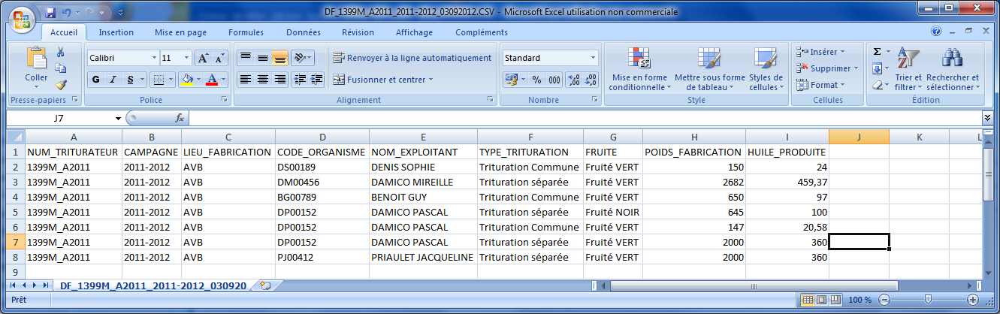 DF_1399M_A2011_2011-2012_03092012.CSV - Microsoft Excel utilisation non commerciale
Accueil Insertion Mise en page Formules Données Révision Affichage Compléments
Coller
Calibri 11 A A
G I S A
Renvoyer à la ligne automatiquement
Fusionner et centrer
Standard
% 000 ,00 ,00
Mise en forme conditionnelle
Mettre sous forme de tableau
Styles de cellules
Insérer
Supprimer
Format
Σ
Trier et filtrer
Rechercher et sélectionner
Presse-papiers Police Alignement Nombre Style Cellules Édition
J7 fx
A B C D E F G H I J K L
1 NUM_TRITURATEUR CAMPAGNE LIEU_FABRICATION CODE_ORGANISME NOM_EXPLOITANT TYPE_TRITURATION FRUITE POIDS_FABRICATION HUILE_PRODUITE
2 1399M_A2011 2011-2012 AVB DS00189 DENIS SOPHIE Trituration Commune Fruité VERT 150 24
3 1399M_A2011 2011-2012 AVB DM00456 DAMICO MIREILLE Trituration séparée Fruité VERT 2682 459,37
4 1399M_A2011 2011-2012 AVB BG00789 BENOIT GUY Trituration Commune Fruité VERT 650 97
5 1399M_A2011 2011-2012 AVB DP00152 DAMICO PASCAL Trituration séparée Fruité NOIR 645 100
6 1399M_A2011 2011-2012 AVB DP00152 DAMICO PASCAL Trituration Commune Fruité VERT 147 20,58
7 1399M_A2011 2011-2012 AVB DP00152 DAMICO PASCAL Trituration séparée Fruité VERT 2000 360
8 1399M_A2011 2011-2012 AVB PJ00412 PRIAULET JACQUELINE Trituration séparée Fruité VERT 2000 360
9
DF_1399M_A2011_2011-2012_030920
Prêt 100 %